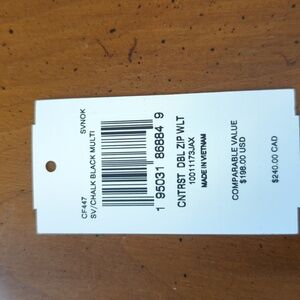 SVNOK
CF447
SV/CHALK BLACK MULTI
1 95031 86884 9
CNTRST DBL ZIP WLT
10011173JAX
MADE IN VIETNAM
COMPARABLE VALUE
$198.00 USD
$240.00 CAD